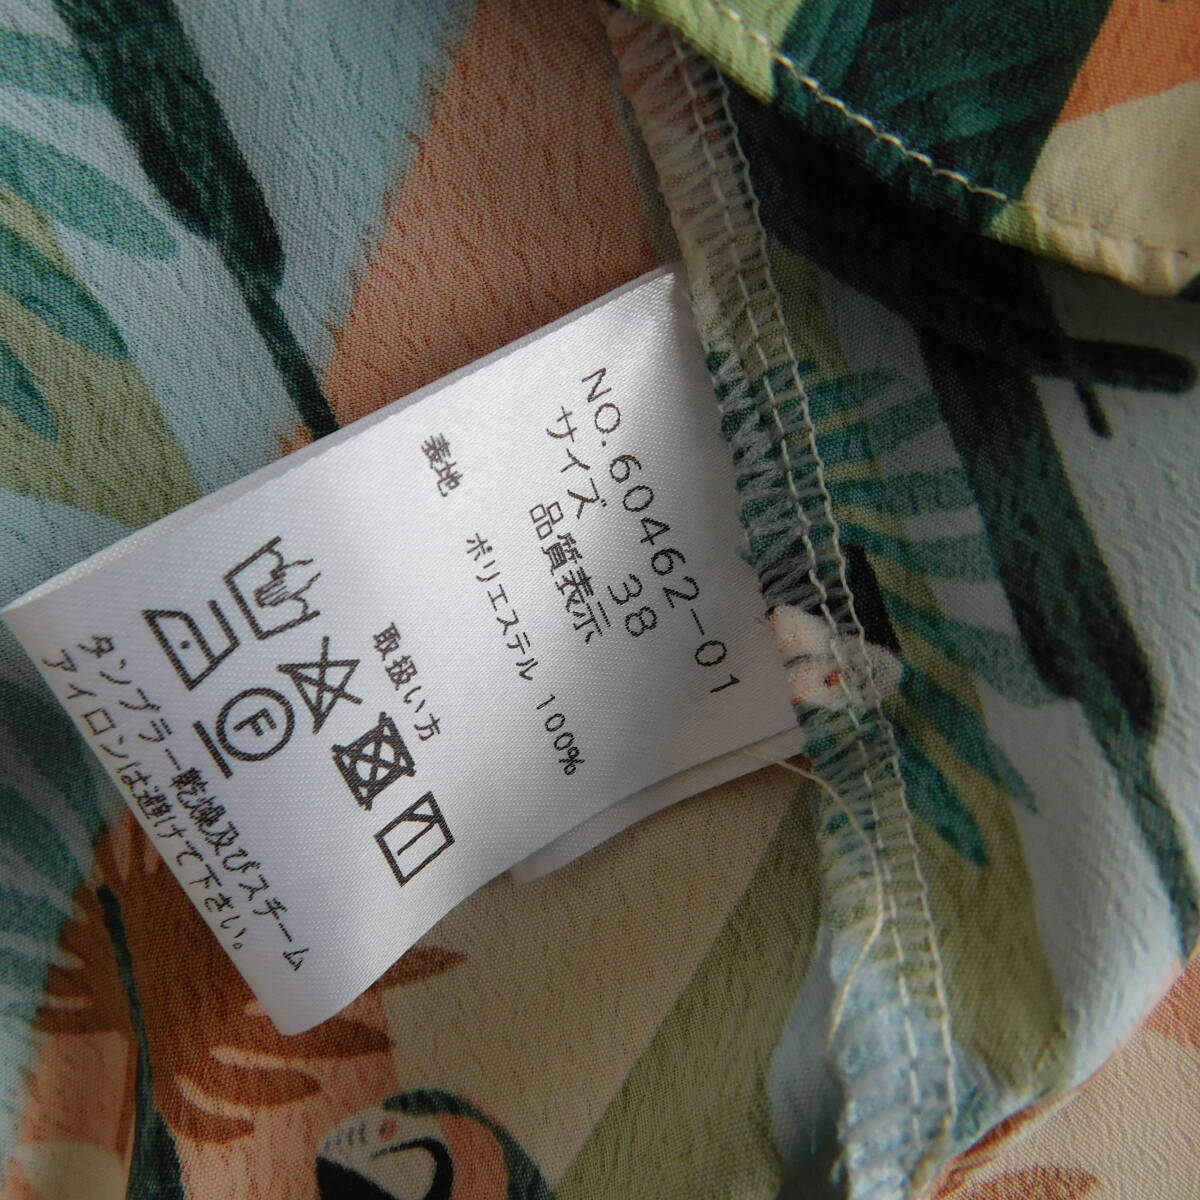 NO.60462-01
サイズ 38
品質表示
表地 ポリエステル 100%
取扱い方
F
タンブラー乾燥及びスチーム
アイロンは避けて下さい。